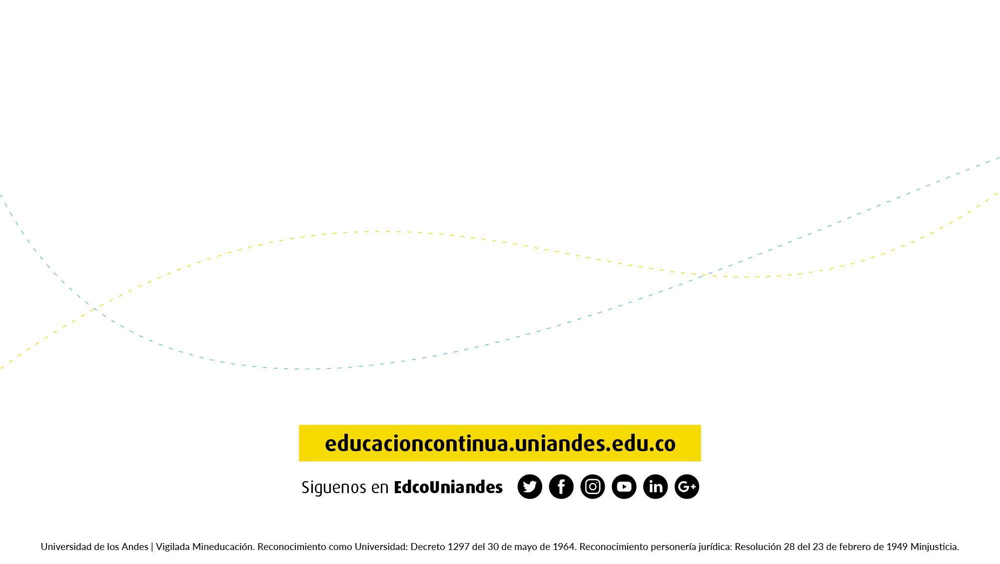 educacioncontinua.uniandes.edu.co
Siguenos en EdcoUniandes
Universidad de los Andes | Vigilada Mineducación. Reconocimiento como Universidad: Decreto 1297 del 30 de mayo de 1964. Reconocimiento personería jurídica: Resolución 28 del 23 de febrero de 1949 Minjusticia.